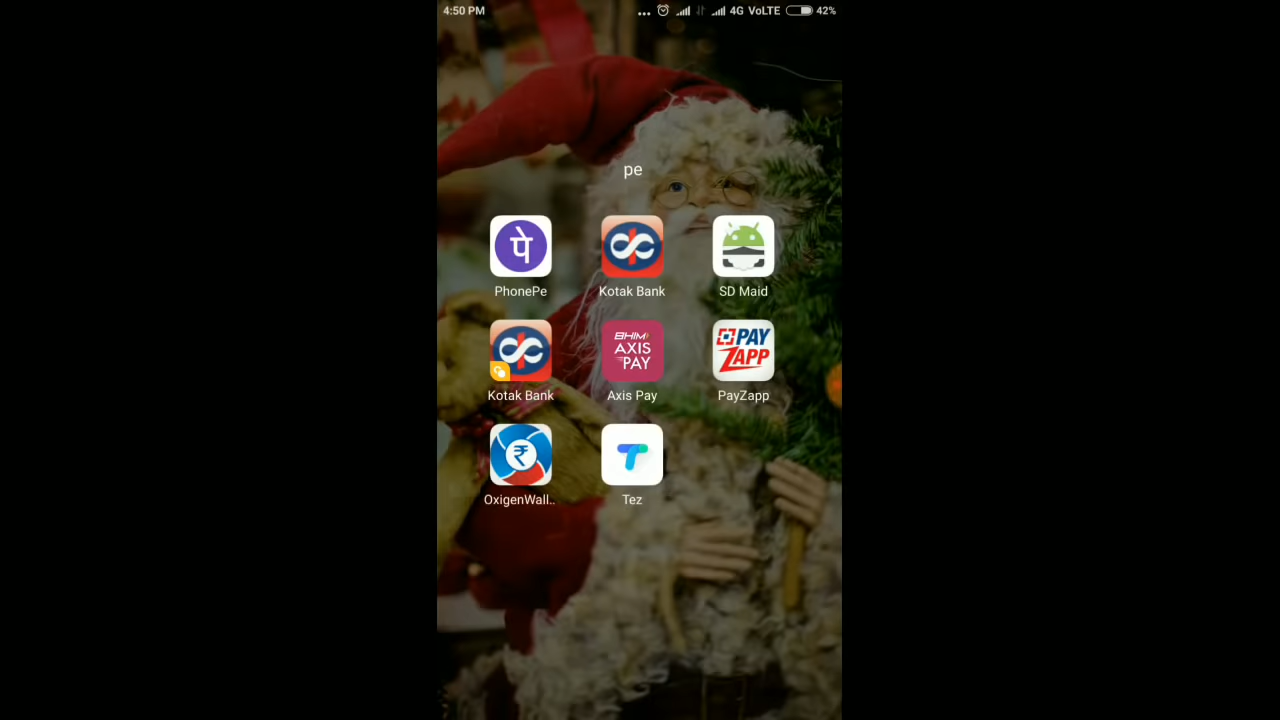 4:50 PM ... 4G VoLTE 42%
pe
पे
PhonePe Kotak Bank SD Maid
BHIM
AXIS
PAY
PAY
ZAPP
Kotak Bank Axis Pay PayZapp
₹
OxigenWall.. Tez